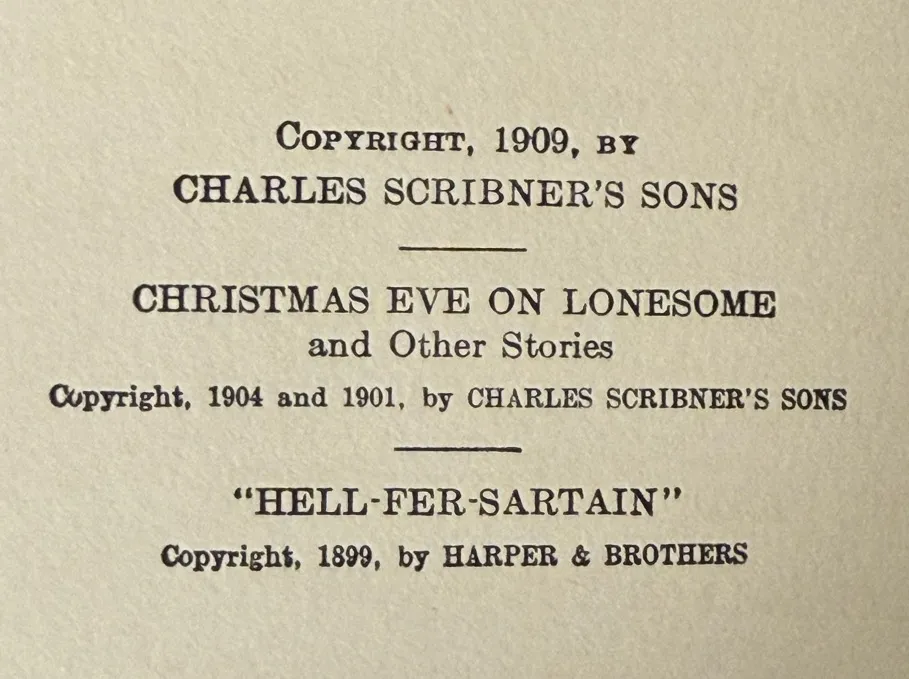 Copyright, 1909, by
CHARLES SCRIBNER'S SONS
CHRISTMAS EVE ON LONESOME
and Other Stories
Copyright, 1904 and 1901, by CHARLES SCRIBNER'S SONS
"HELL-FER-SARTAIN"
Copyright, 1899, by HARPER & BROTHERS